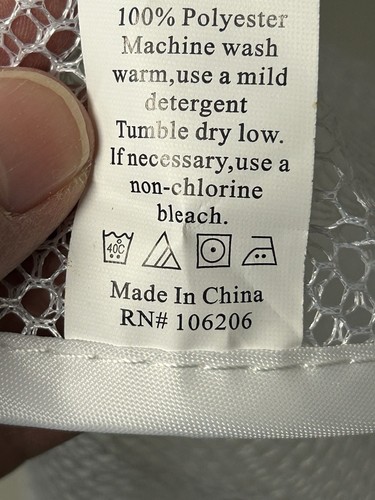 100% Polyester
Machine wash
warm,use a mild
detergent
Tumble dry low.
If necessary,use a
non-chlorine
bleach.
40C
Made In China
RN# 106206